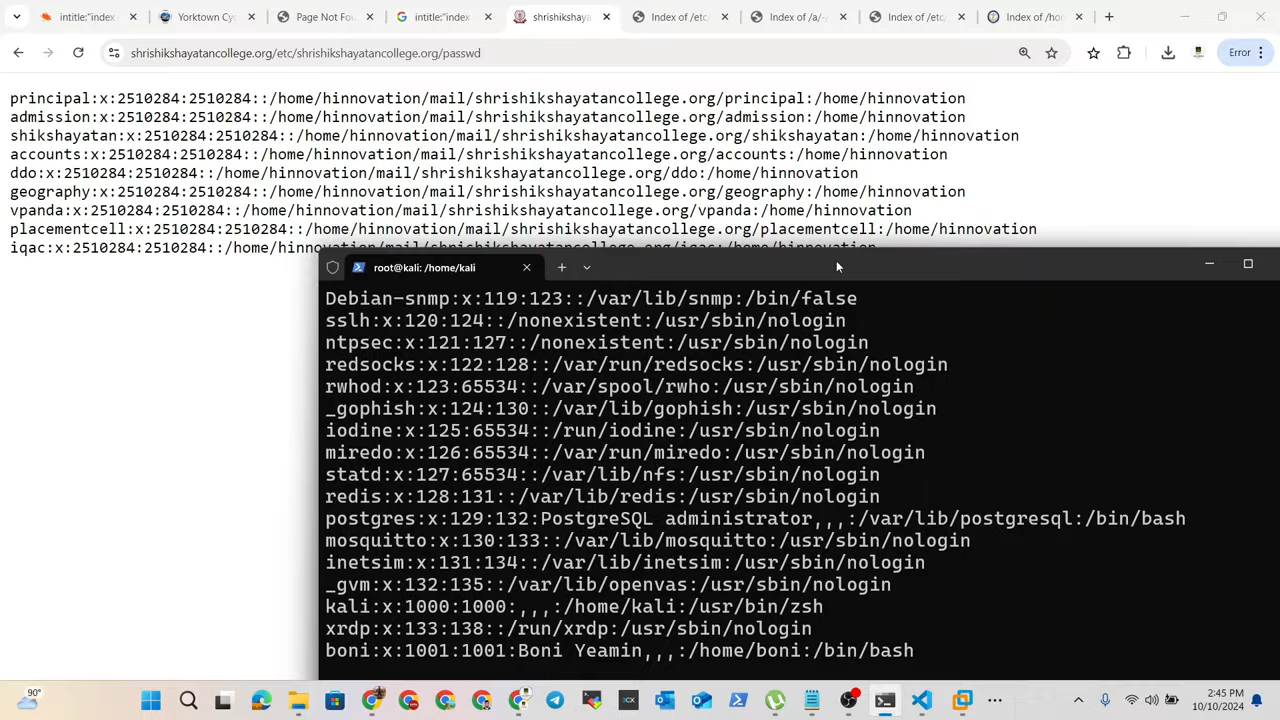 intitle:"index
Yorktown Cy
Page Not Fou
intitle:"index
shrishikshaya
Index of /etc/
Index of /a/-/
Index of /etc
Index of /ho
shrishikshayatancollege.org/etc/shrishikshayatancollege.org/passwd
Error
principal:x:2510284:2510284::/home/hinnovation/mail/shrishikshayatancollege.org/principal:/home/hinnovation
admission:x:2510284:2510284::/home/hinnovation/mail/shrishikshayatancollege.org/admission:/home/hinnovation
shikshayatan:x:2510284:2510284::/home/hinnovation/mail/shrishikshayatancollege.org/shikshayatan:/home/hinnovation
accounts:x:2510284:2510284::/home/hinnovation/mail/shrishikshayatancollege.org/accounts:/home/hinnovation
ddo:x:2510284:2510284::/home/hinnovation/mail/shrishikshayatancollege.org/ddo:/home/hinnovation
geography:x:2510284:2510284::/home/hinnovation/mail/shrishikshayatancollege.org/geography:/home/hinnovation
vpanda:x:2510284:2510284::/home/hinnovation/mail/shrishikshayatancollege.org/vpanda:/home/hinnovation
placementcell:x:2510284:2510284::/home/hinnovation/mail/shrishikshayatancollege.org/placementcell:/home/hinnovation
iqac:x:2510284:2510284::/home/hinnovation/mail/shrishikshayatancollege.org/iqac:/home/hinnovation
root@kali: /home/kali
Debian-snmp:x:119:123::/var/lib/snmp:/bin/false
sslh:x:120:124::/nonexistent:/usr/sbin/nologin
ntpsec:x:121:127::/nonexistent:/usr/sbin/nologin
redsocks:x:122:128::/var/run/redsocks:/usr/sbin/nologin
rwhod:x:123:65534::/var/spool/rwho:/usr/sbin/nologin
_gophish:x:124:130::/var/lib/gophish:/usr/sbin/nologin
iodine:x:125:65534::/run/iodine:/usr/sbin/nologin
miredo:x:126:65534::/var/run/miredo:/usr/sbin/nologin
statd:x:127:65534::/var/lib/nfs:/usr/sbin/nologin
redis:x:128:131::/var/lib/redis:/usr/sbin/nologin
postgres:x:129:132:PostgreSQL administrator,,,:/var/lib/postgresql:/bin/bash
mosquitto:x:130:133::/var/lib/mosquitto:/usr/sbin/nologin
inetsim:x:131:134::/var/lib/inetsim:/usr/sbin/nologin
_gvm:x:132:135::/var/lib/openvas:/usr/sbin/nologin
kali:x:1000:1000:,,,:/home/kali:/usr/bin/zsh
xrdp:x:133:138::/run/xrdp:/usr/sbin/nologin
boni:x:1001:1001:Boni Yeamin,,,:/home/boni:/bin/bash
90°
2:45 PM
10/10/2024